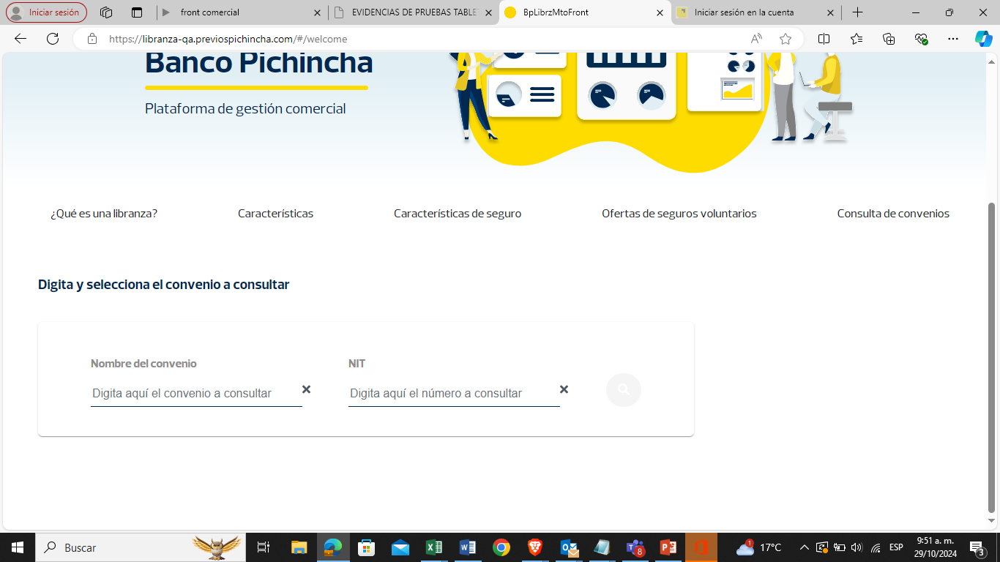 Iniciar sesión
front comercial
EVIDENCIAS DE PRUEBAS TABLE
BpLibrzMtoFront
Iniciar sesión en la cuenta
https://libranza-qa.previospichincha.com/#/welcome
Banco Pichincha
Plataforma de gestión comercial
¿Qué es una libranza?
Características
Características de seguro
Ofertas de seguros voluntarios
Consulta de convenios
Digita y selecciona el convenio a consultar
Nombre del convenio
NIT
Digita aquí el convenio a consultar
Digita aquí el número a consultar
Buscar
8
1
17°C
ESP
9:51 a. m.
29/10/2024
3